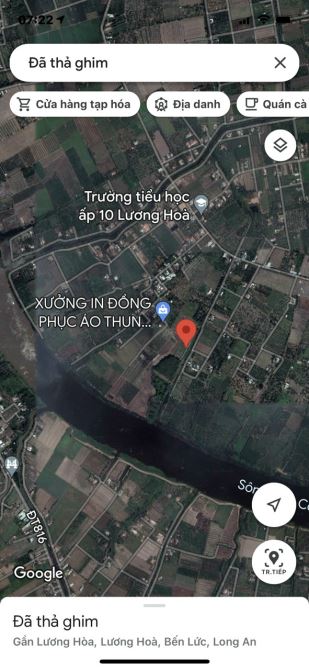 07:22
Đã thả ghim
Cửa hàng tạp hóa
Địa danh
Quán cà
Trường tiểu học
ấp 10 Lương Hoà
XƯỞNG IN ĐỒNG
PHỤC ÁO THUN...
ĐT816
Google
TR.TIẾP
Đã thả ghim
Gần Lương Hòa, Lương Hoà, Bến Lức, Long An